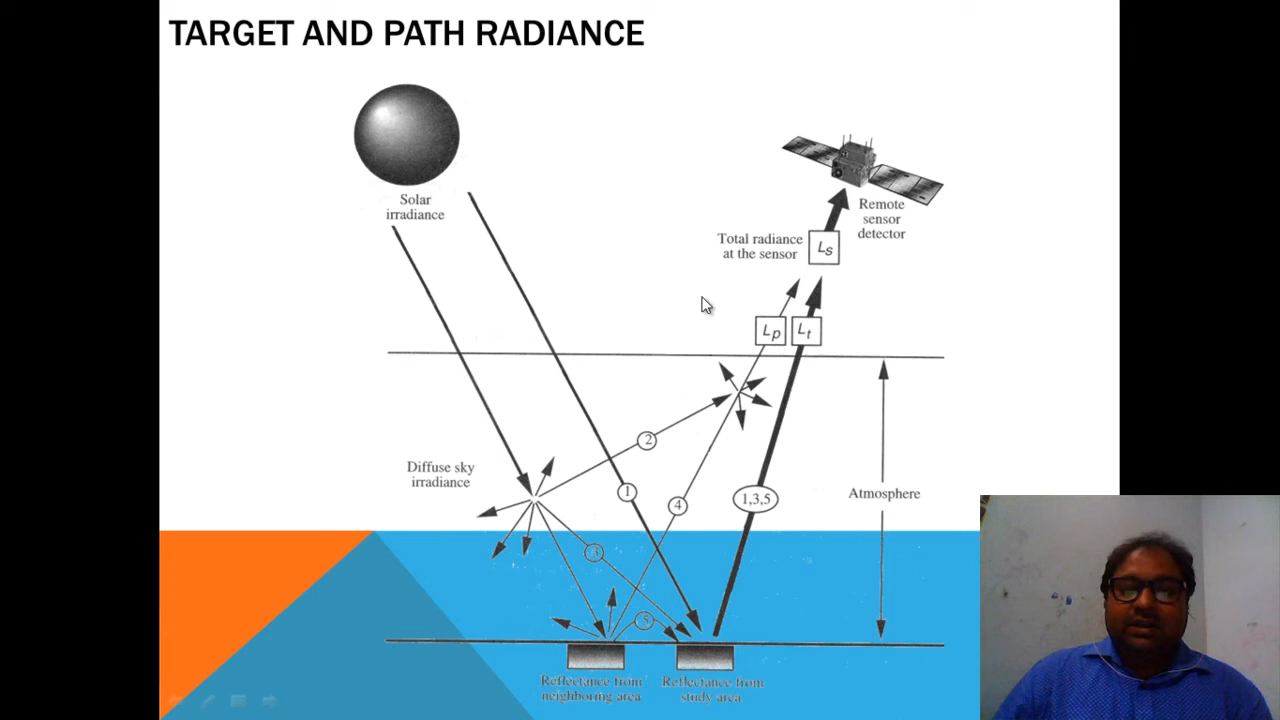 TARGET AND PATH RADIANCE
Solar
irradiance
Remote
sensor
detector
Total radiance
at the sensor
Ls
Lp
Lt
2
Diffuse sky
irradiance
1
4
1,3,5
Atmosphere
3
5
Reflectance from
neighboring area
Reflectance from
study area